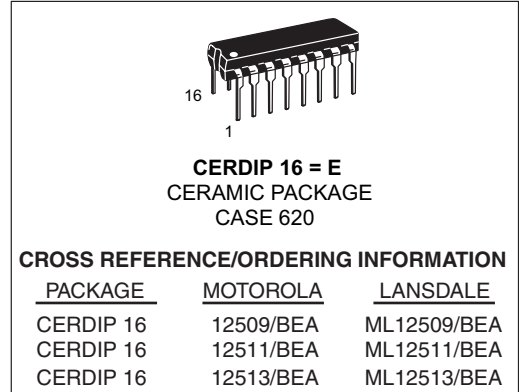 16
1
CERDIP 16 = E
CERAMIC PACKAGE
CASE 620
CROSS REFERENCE/ORDERING INFORMATION
PACKAGE MOTOROLA LANSDALE
CERDIP 16 12509/BEA ML12509/BEA
CERDIP 16 12511/BEA ML12511/BEA
CERDIP 16 12513/BEA ML12513/BEA